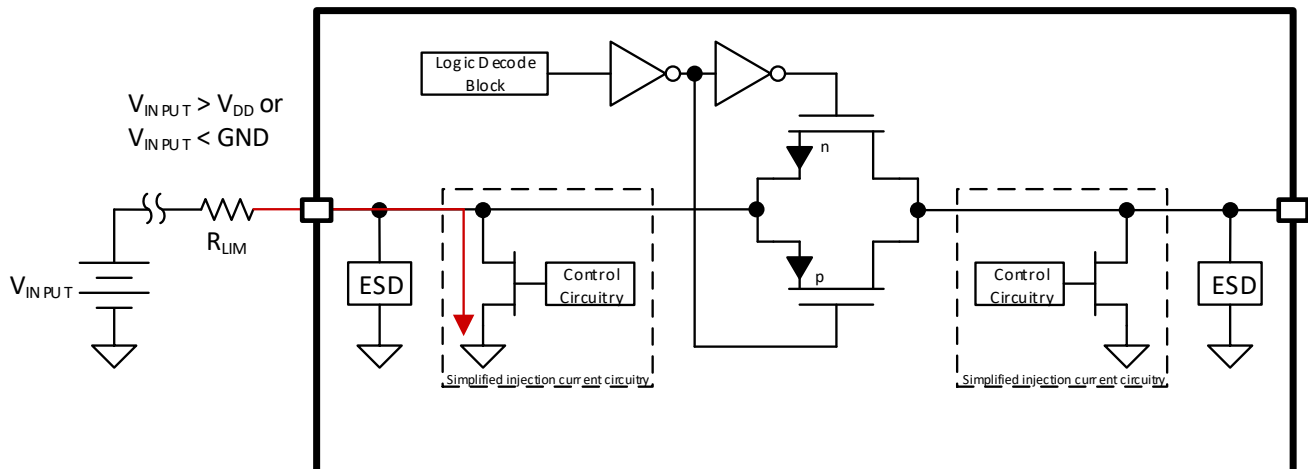 Logic Decode
Block
V_INPUT > V_DD or
V_INPUT < GND
n
R_LIM
p
V_INPUT
ESD
Control
Circuitry
Control
Circuitry
ESD
Simplified injection current circuitry
Simplified injection current circuitry